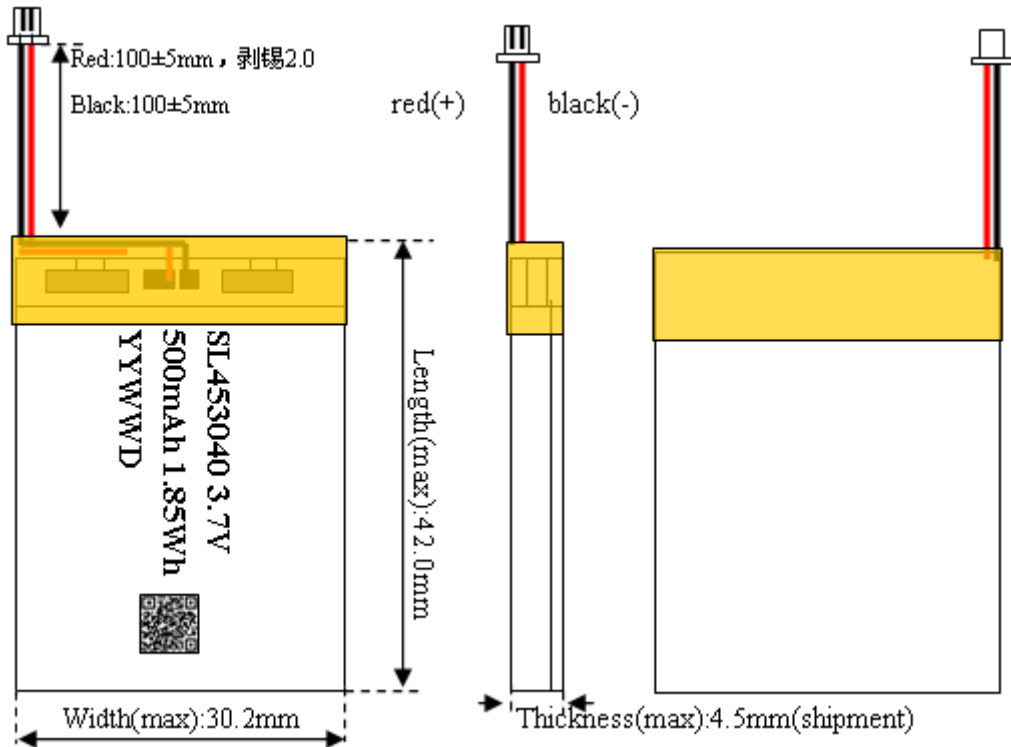 Red:100±5mm，剥锡2.0
Black:100±5mm
red(+)
black(-)
SL453040 3.7V
500mAh 1.85Wh
YYWWD
Length(max):42.0mm
Width(max):30.2mm
Thickness(max):4.5mm(shipment)